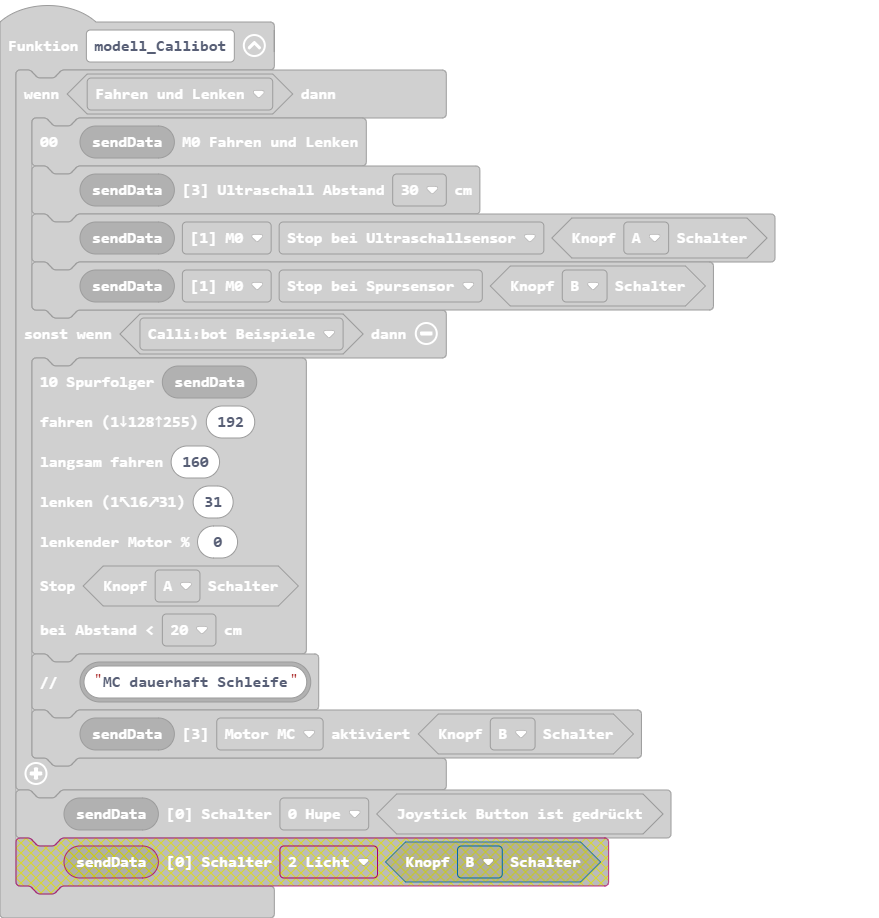 Funktion modell_Callibot
wenn Fahren und Lenken dann
00 sendData M0 Fahren und Lenken
sendData [3] Ultraschall Abstand 30 cm
sendData [1] M0 Stop bei Ultraschallsensor Knopf A Schalter
sendData [1] M0 Stop bei Spursensor Knopf B Schalter
sonst wenn Calli:bot Beispiele dann
10 Spurfolger sendData
fahren (1↓128↑255) 192
langsam fahren 160
lenken (1↖16↗31) 31
lenkender Motor % 0
Stop Knopf A Schalter
bei Abstand < 20 cm
// "MC dauerhaft Schleife"
sendData [3] Motor MC aktiviert Knopf B Schalter
sendData [0] Schalter 0 Hupe Joystick Button ist gedrückt
sendData [0] Schalter 2 Licht Knopf B Schalter